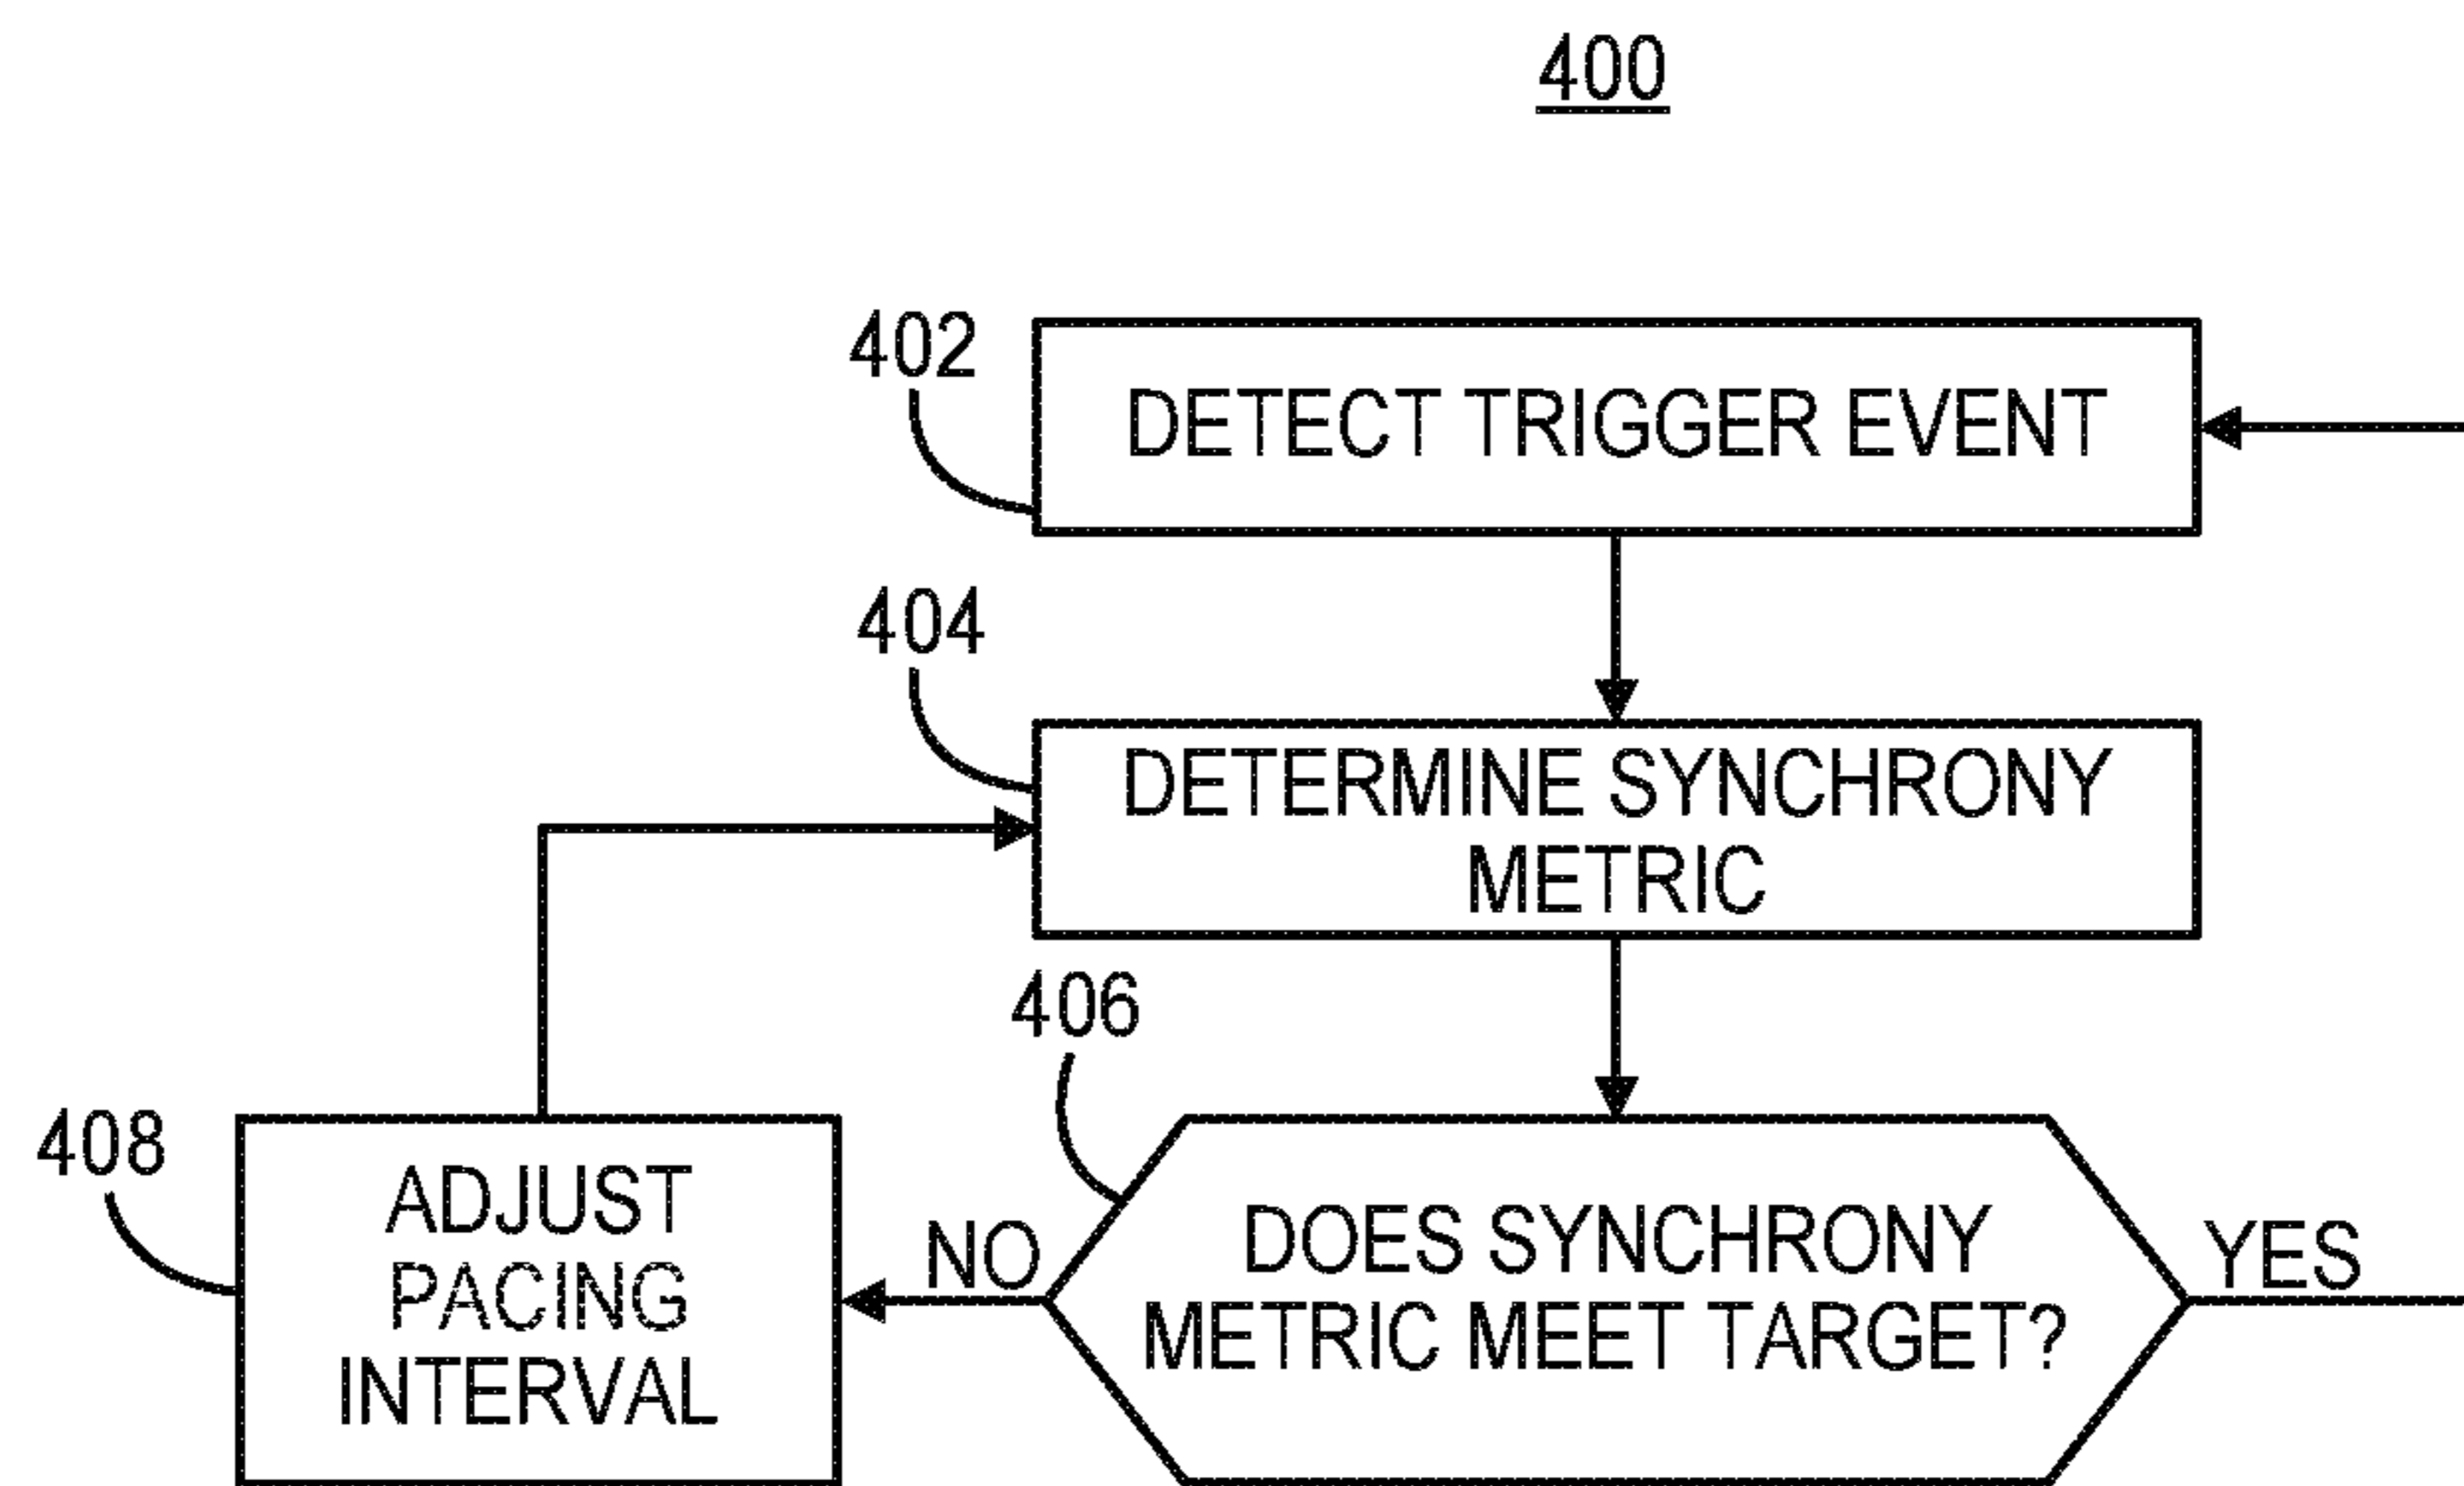 400
402
DETECT TRIGGER EVENT
404
DETERMINE SYNCHRONY
METRIC
406
408
ADJUST
PACING
INTERVAL
NO
DOES SYNCHRONY
METRIC MEET TARGET?
YES